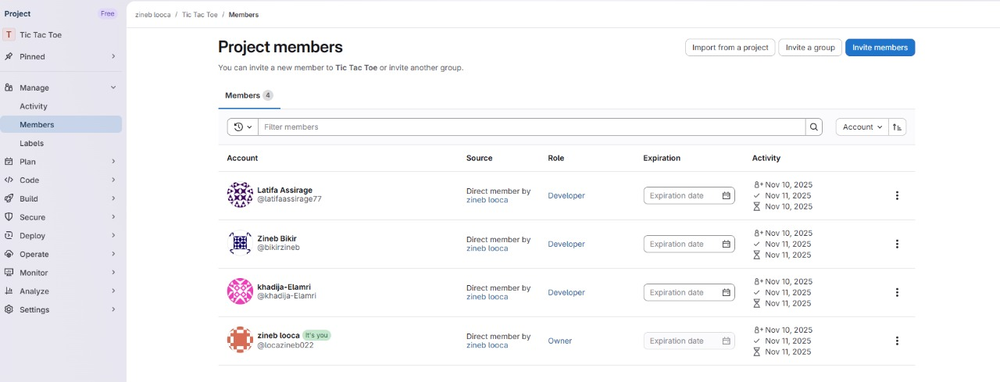 Project
Free
T Tic Tac Toe
Pinned
Manage
Activity
Members
Labels
Plan
Code
Build
Secure
Deploy
Operate
Monitor
Analyze
Settings
zineb looca / Tic Tac Toe / Members
Project members
Import from a project
Invite a group
Invite members
You can invite a new member to Tic Tac Toe or invite another group.
Members 4
Filter members
Account
Account Source Role Expiration Activity
Latifa Assirage
@latifaassirage77
Direct member by
zineb looca
Developer
Expiration date
Nov 10, 2025
Nov 11, 2025
Nov 10, 2025
Zineb Bikir
@bikirzineb
Direct member by
zineb looca
Developer
Expiration date
Nov 10, 2025
Nov 11, 2025
Nov 11, 2025
khadija-Elamri
@khadija-Elamri
Direct member by
zineb looca
Developer
Expiration date
Nov 10, 2025
Nov 11, 2025
Nov 11, 2025
zineb looca It's you
@locazineb022
Direct member by
zineb looca
Owner
Expiration date
Nov 10, 2025
Nov 11, 2025
Nov 11, 2025